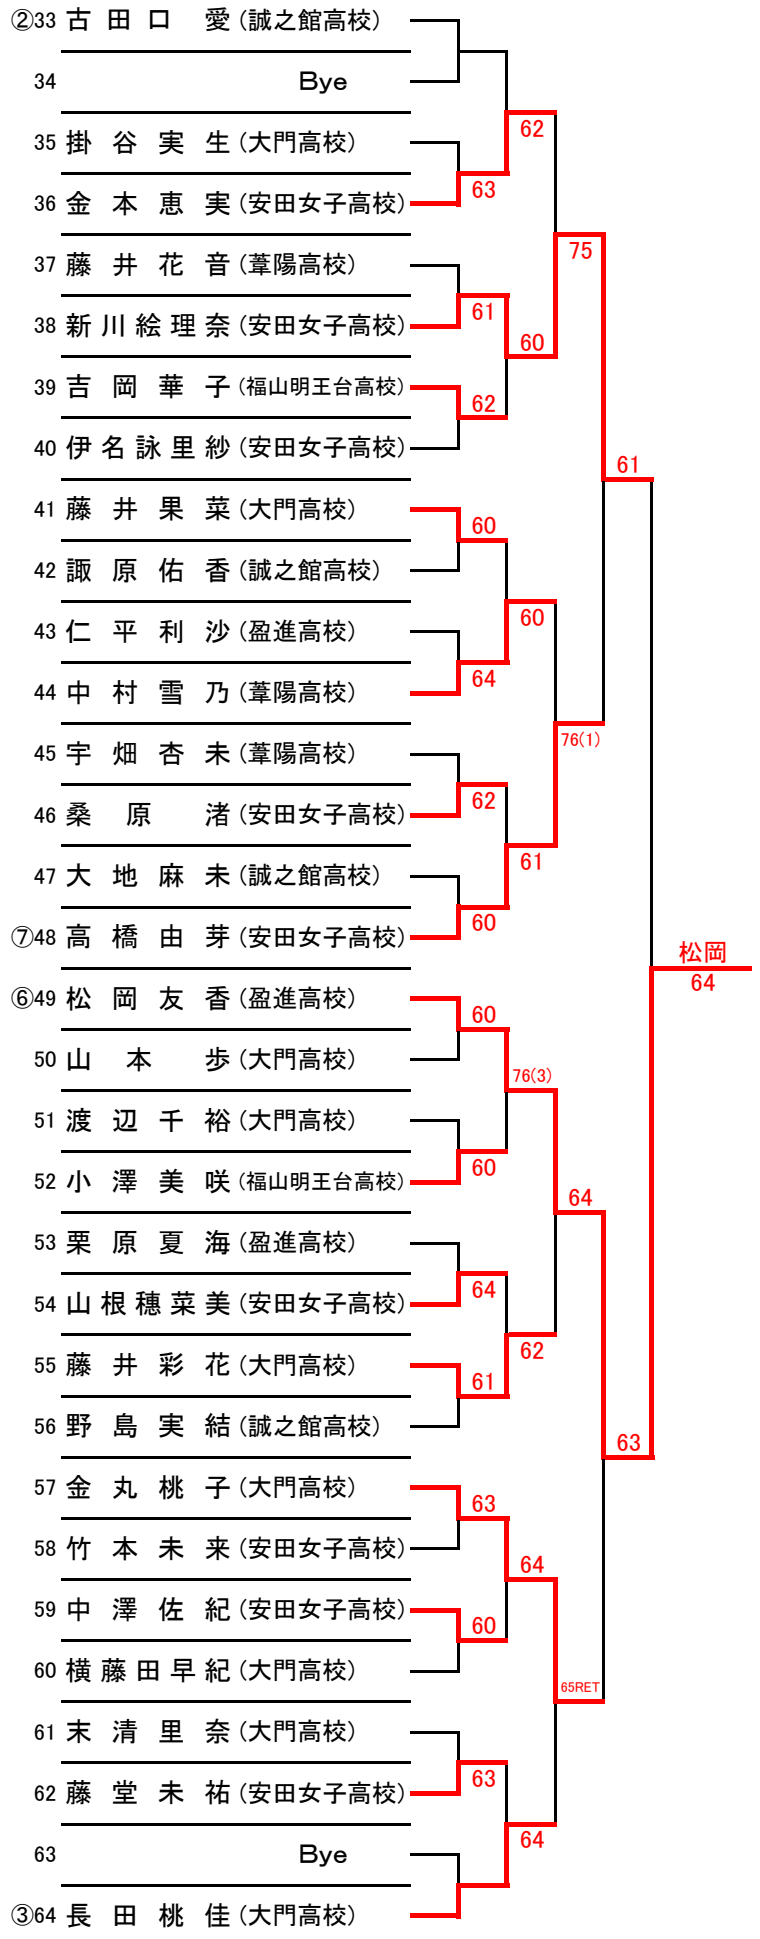 ②33 古田口 愛 (誠之館高校)
34 Bye
62
35 掛谷実生 (大門高校)
63
36 金本恵実 (安田女子高校)
75
37 藤井花音 (葦陽高校)
61
38 新川絵理奈 (安田女子高校)
60
39 吉岡華子 (福山明王台高校)
62
40 伊名詠里紗 (安田女子高校)
61
41 藤井果菜 (大門高校)
60
42 諏原佑香 (誠之館高校)
60
43 仁平利沙 (盈進高校)
64
44 中村雪乃 (葦陽高校)
76(1)
45 宇畑杏未 (葦陽高校)
62
46 桑原 渚 (安田女子高校)
61
47 大地麻未 (誠之館高校)
60
⑦48 高橋由芽 (安田女子高校)
松岡
64
⑥49 松岡友香 (盈進高校)
60
50 山本 歩 (大門高校)
76(3)
51 渡辺千裕 (大門高校)
60
52 小澤美咲 (福山明王台高校)
64
53 栗原夏海 (盈進高校)
64
54 山根穂菜美 (安田女子高校)
62
55 藤井彩花 (大門高校)
61
56 野島実結 (誠之館高校)
63
57 金丸桃子 (大門高校)
63
58 竹本未来 (安田女子高校)
64
59 中澤佐紀 (安田女子高校)
60
60 横藤田早紀 (大門高校)
65RET
61 末清里奈 (大門高校)
63
62 藤堂未祐 (安田女子高校)
64
63 Bye
③64 長田桃佳 (大門高校)